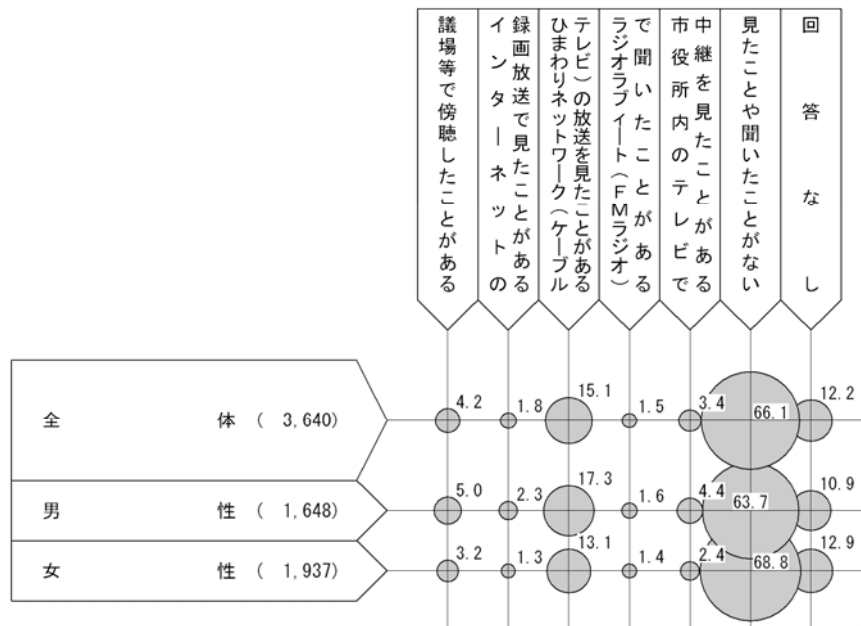 議場等で傍聴したことがある
インターネットの
録画放送で見たことがある
ひまわりネットワーク（ケーブル
テレビ）の放送を見たことがある
ラジオラブィート（ＦＭラジオ）
で聞いたことがある
市役所内のテレビで
中継を見たことがある
見たことや聞いたことがない
回答なし
全体（ 3,640）
4.2 1.8 15.1 1.5 3.4 66.1 12.2
男性（ 1,648）
5.0 2.3 17.3 1.6 4.4 63.7 10.9
女性（ 1,937）
3.2 1.3 13.1 1.4 2.4 68.8 12.9